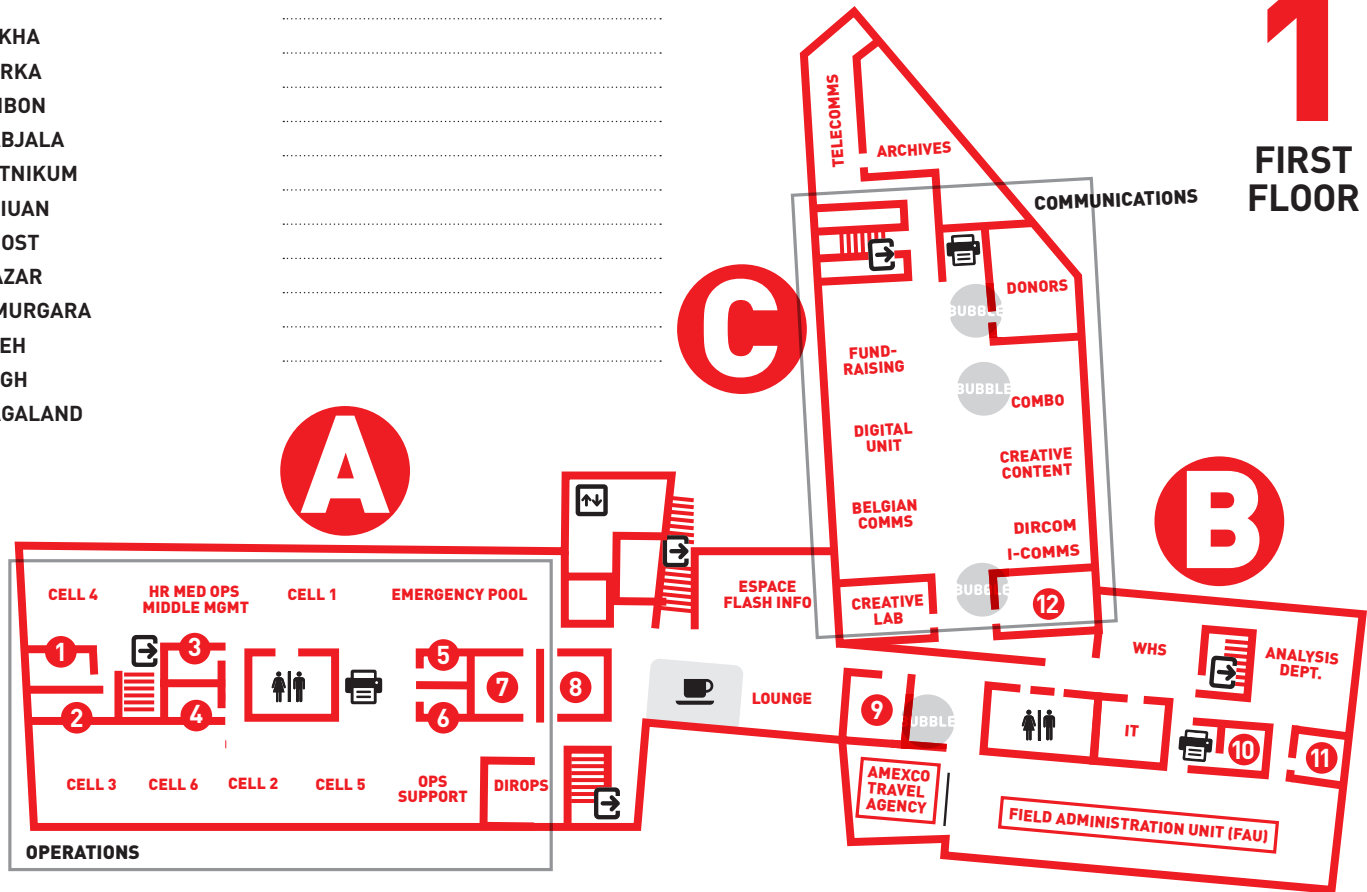 KHA
RKA
IBON
BJALA
TNIKUM
IUAN
OST
AZAR
MURGARA
EH
GH
GALAND
1
FIRST
FLOOR
TELECOMMS
ARCHIVES
COMMUNICATIONS
C
BUBBLE
DONORS
FUND-
RAISING
BUBBLE
COMBO
DIGITAL
UNIT
CREATIVE
CONTENT
BELGIAN
COMMS
DIRCOM
I-COMMS
BUBBLE
CREATIVE
LAB
12
A
CELL 4
HR MED OPS
MIDDLE MGMT
CELL 1
EMERGENCY POOL
1
3
5
7
8
2
4
6
CELL 3
CELL 6
CELL 2
CELL 5
OPS
SUPPORT
DIROPS
OPERATIONS
ESPACE
FLASH INFO
LOUNGE
B
WHS
ANALYSIS
DEPT.
9
BUBBLE
IT
10
11
AMEXCO
TRAVEL
AGENCY
FIELD ADMINISTRATION UNIT (FAU)